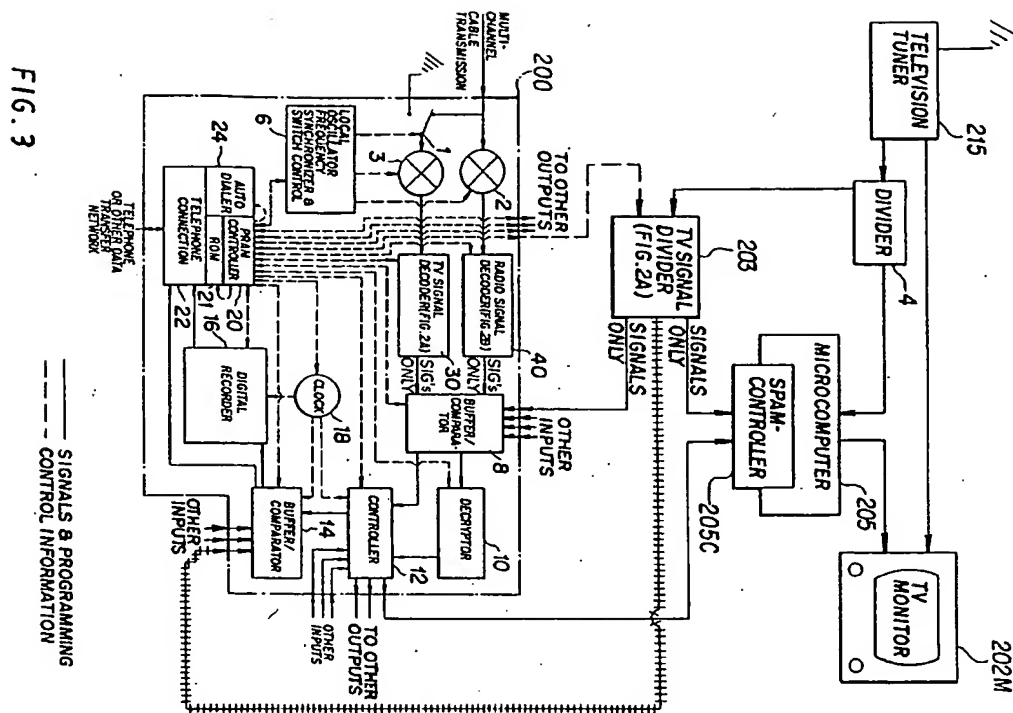 TELEVISION
TUNER
215
DIVIDER
4
MICROCOMPUTER
SPAM-
CONTROLLER
205
205C
TV
MONITOR
202M
203
TV SIGNAL
DIVIDER
(FIG.2A)
SIGNALS
ONLY
SIGNALS
ONLY
TO OTHER
OUTPUTS
MULTI-
CHANNEL
CABLE
TRANSMISSION
200
1
2
3
6
LOCAL
OSCILLATOR
FREQUENCY
SYNCHRONIZER &
SWITCH CONTROL
RADIO SIGNAL
DECODER(FIG.2B)
40
SIG's
ONLY
TV SIGNAL
DECODER(FIG.2A)
30
SIG's
ONLY
OTHER
INPUTS
BUFFER/
COMPARA-
TOR
8
DECRYPTOR
10
CONTROLLER
12
OTHER
INPUTS
TO OTHER
OUTPUTS
24
AUTO
DIALER
PRAM
CONTROLLER
ROM
TELEPHONE
CONNECTION
20
21
22
16
DIGITAL
RECORDER
CLOCK
18
BUFFER/
COMPARATOR
14
OTHER
INPUTS
TELEPHONE
OR OTHER DATA
TRANSFER
NETWORK
SIGNALS & PROGRAMMING
CONTROL INFORMATION
FIG. 3